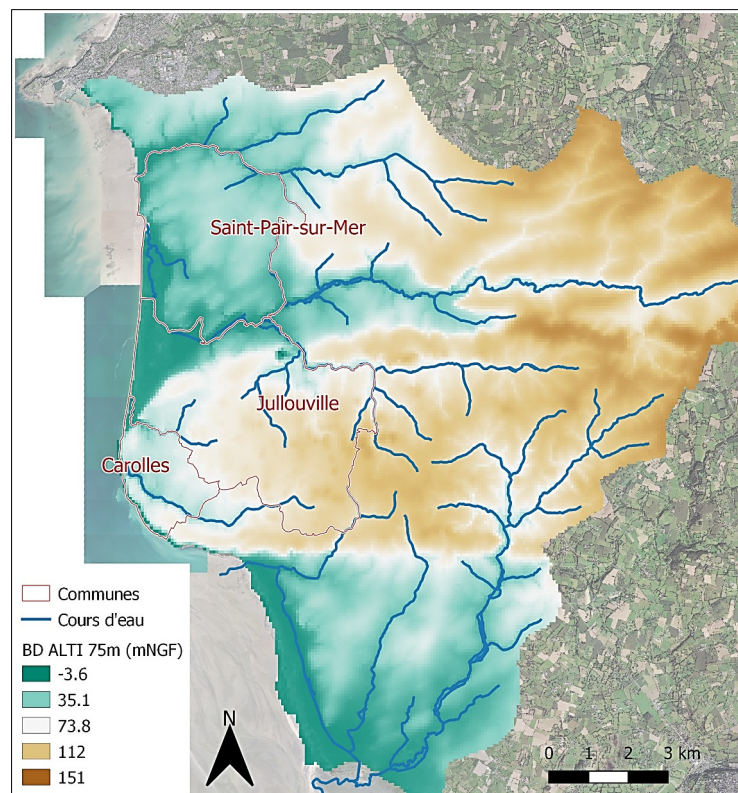 Saint-Pair-sur-Mer
Jullouville
Carolles
Communes
Cours d'eau
BD ALTI 75m (mNGF)
-3.6
35.1
73.8
112
151
N
0 1 2 3 km